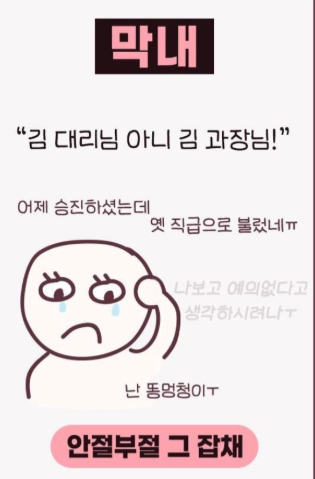 막내
“김 대리님 아니 김 과장님!”
어제 승진하셨는데
옛 직급으로 불렀네ㅠ
나보고 예의없다고
생각하시려나ㅜ
난 똥멍청이ㅜ
안절부절 그 잡채